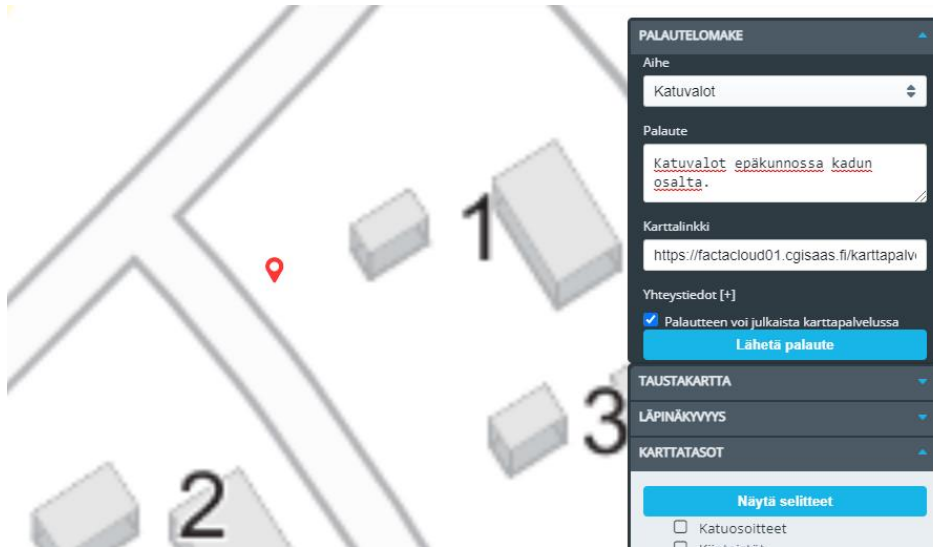 PALAUTELOMAKE
Aihe
Katuvalot
Palaute
Katuvalot epäkunnossa kadun
osalta.
Karttalinkki
https://factacloud01.cgisaas.fi/karttapalv
Yhteystiedot [+]
Palautteen voi julkaista karttapalvelussa
Lähetä palaute
TAUSTAKARTTA
LÄPINÄKYVYYS
KARTTATASOT
Näytä selitteet
Katuosoitteet
1
3
2